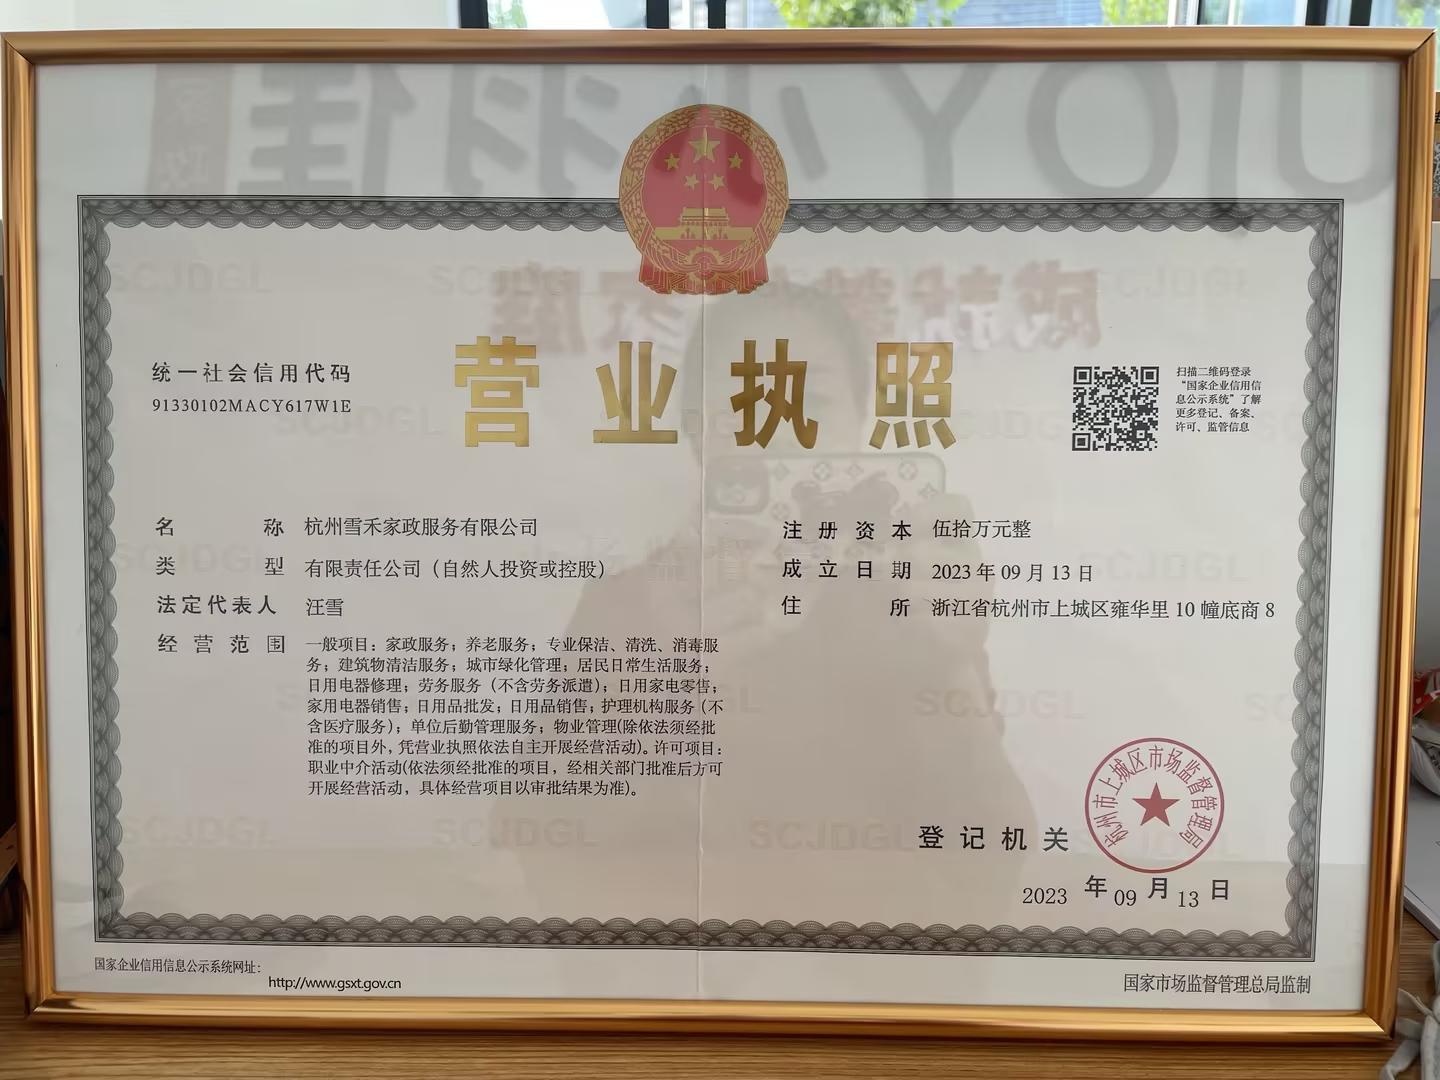 营业执照
统一社会信用代码
91330102MACY617W1E
扫描二维码登录
“国家企业信用信
息公示系统”了解
更多登记、备案、
许可、监管信息
名称 杭州雪禾家政服务有限公司
类型 有限责任公司（自然人投资或控股）
法定代表人 汪雪
经营范围 一般项目：家政服务；养老服务；专业保洁、清洗、消毒服
务；建筑物清洁服务；城市绿化管理；居民日常生活服务；
日用电器修理；劳务服务（不含劳务派遣）；日用家电零售；
家用电器销售；日用品批发；日用品销售；护理机构服务（不
含医疗服务）；单位后勤管理服务；物业管理(除依法须经批
准的项目外，凭营业执照依法自主开展经营活动)。许可项目：
职业中介活动(依法须经批准的项目，经相关部门批准后方可
开展经营活动，具体经营项目以审批结果为准)。
注册资本 伍拾万元整
成立日期 2023年09月13日
住所 浙江省杭州市上城区雍华里10幢底商8
登记机关
杭州市上城区市场监督管理局
2023年09月13日
国家企业信用信息公示系统网址：
http://www.gsxt.gov.cn
国家市场监督管理总局监制